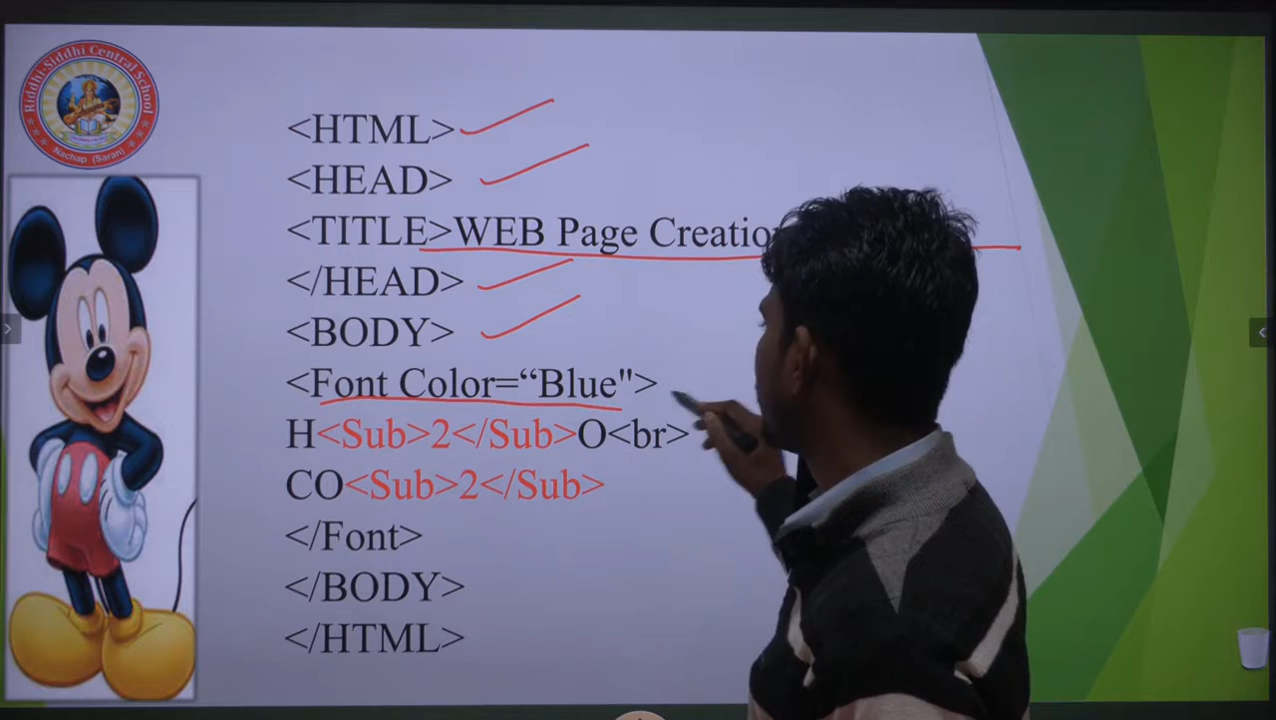 Riddhi-Siddhi Central School
Nachap (Saran)
<HTML>
<HEAD>
<TITLE>WEB Page Creation
</HEAD>
<BODY>
<Font Color=“Blue">
H<Sub>2</Sub>O<br>
CO<Sub>2</Sub>
</Font>
</BODY>
</HTML>